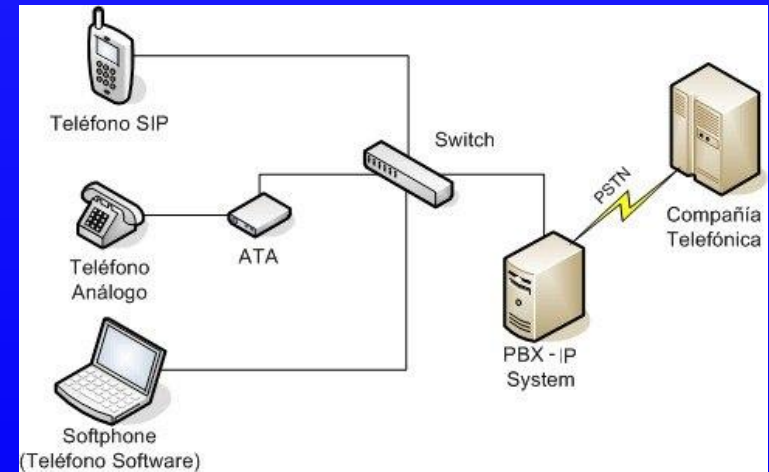 Teléfono SIP
Switch
PSTN
Compañía
Telefónica
Teléfono
Análogo
ATA
PBX - IP
System
Softphone
(Teléfono Software)